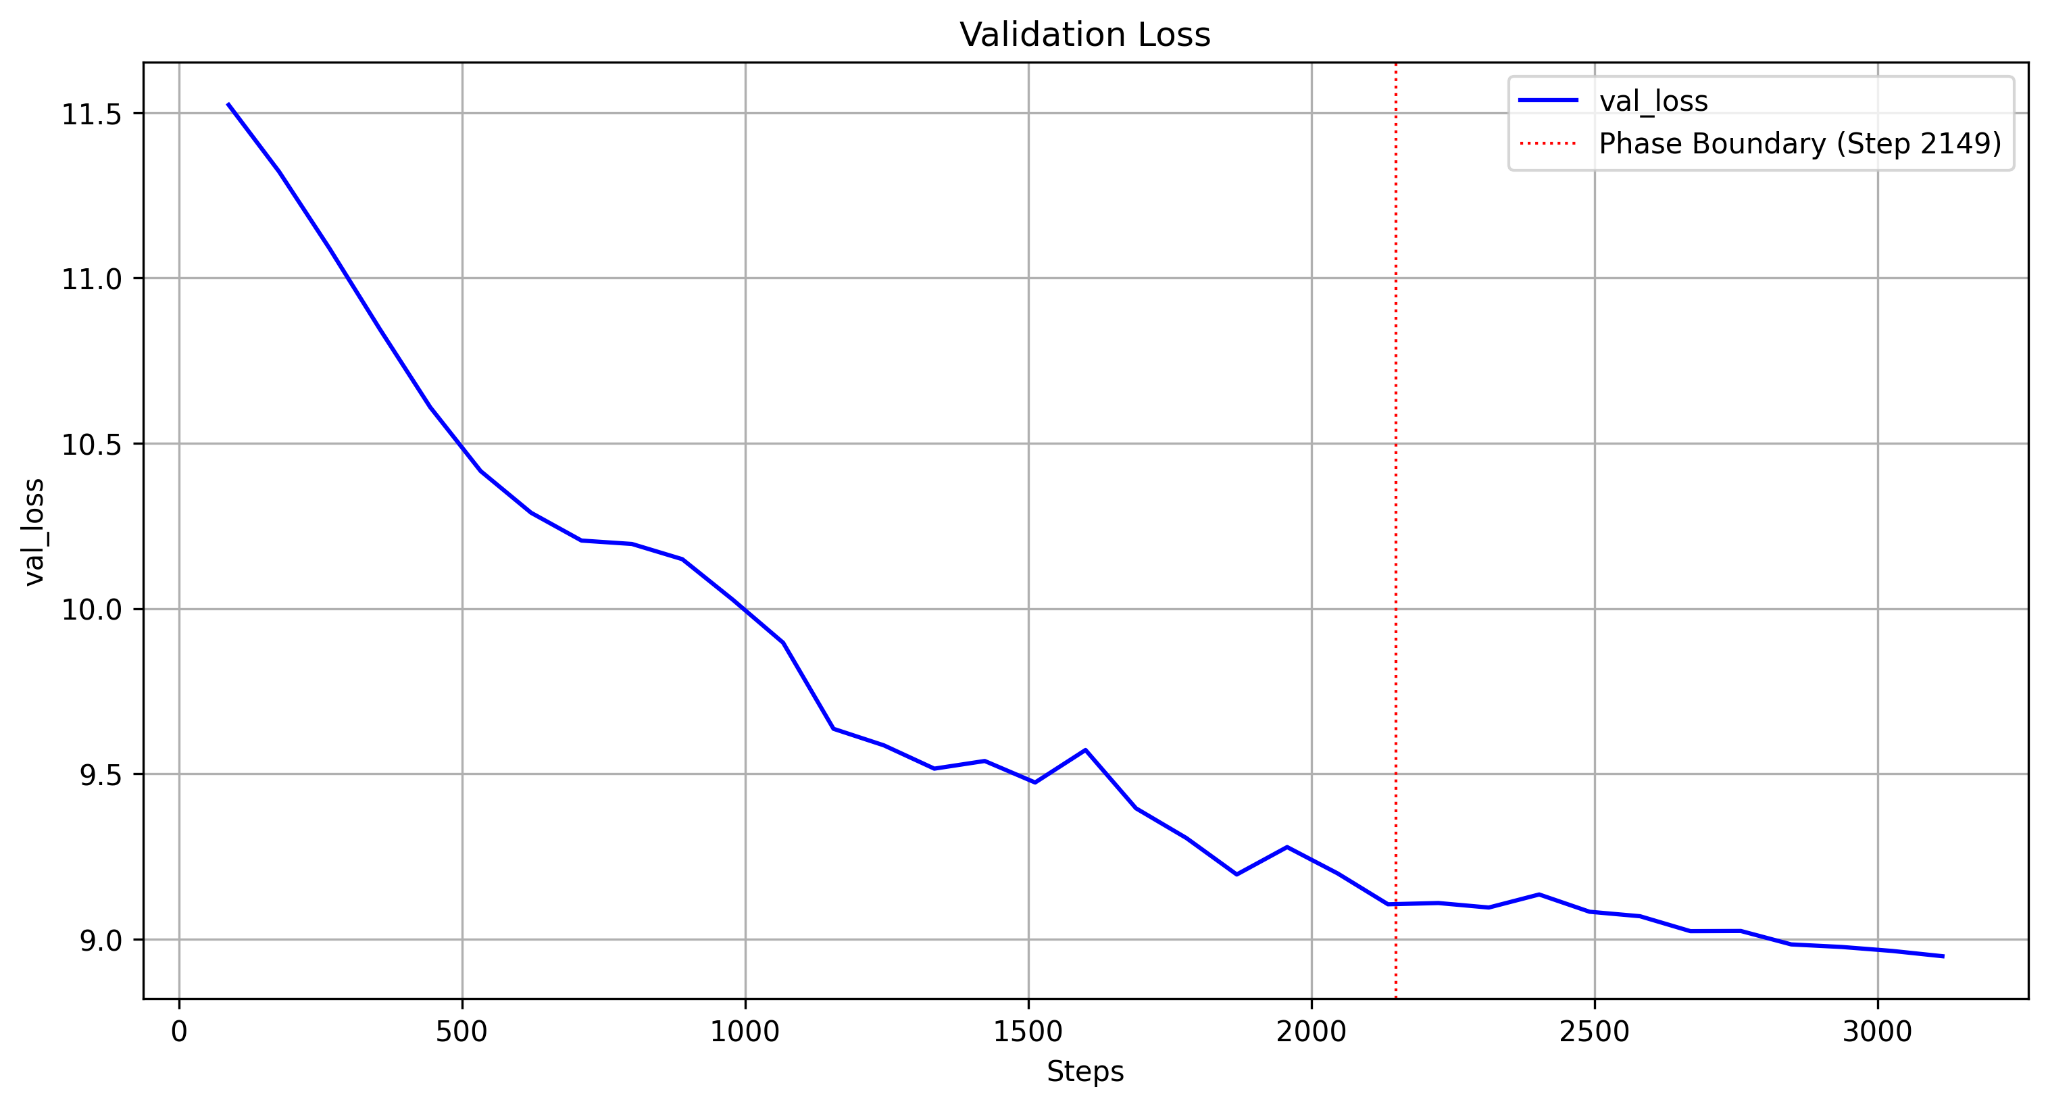 Validation Loss
val_loss
Phase Boundary (Step 2149)
11.5
11.0
10.5
10.0
9.5
9.0
val_loss
0 500 1000 1500 2000 2500 3000
Steps